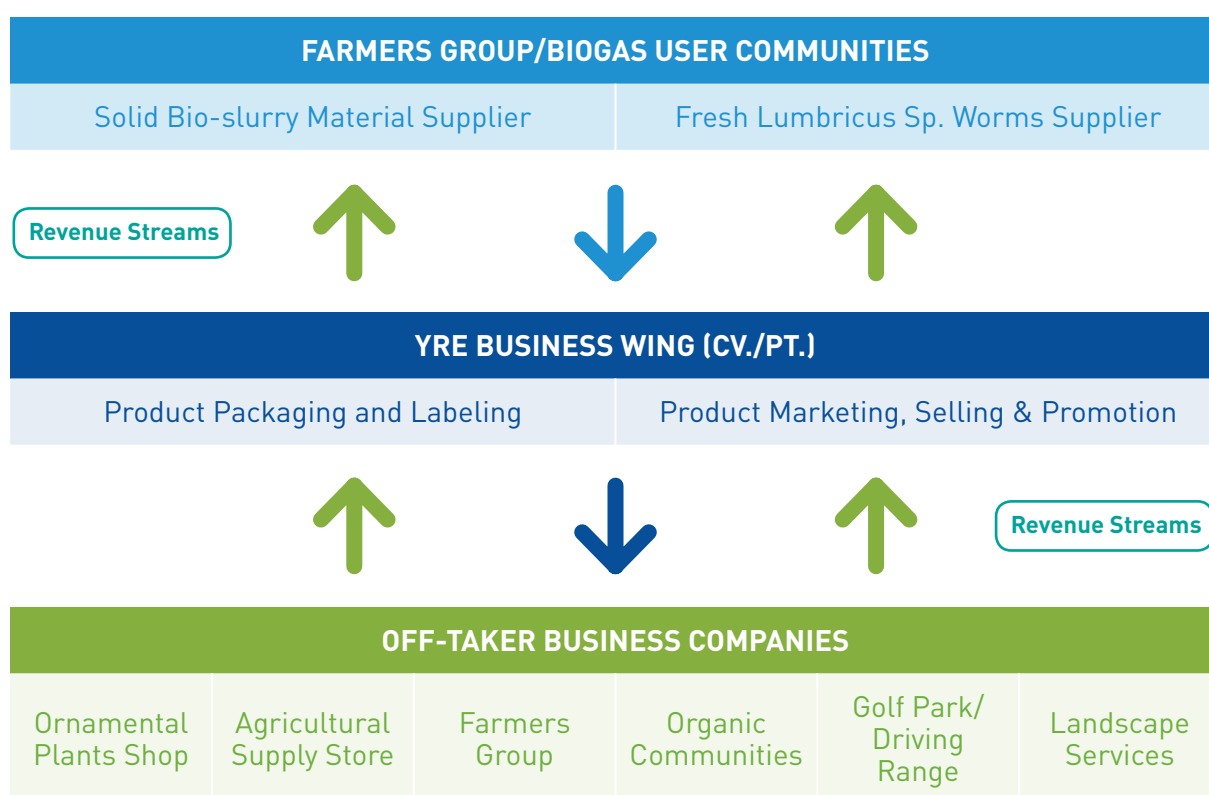 FARMERS GROUP/BIOGAS USER COMMUNITIES
Solid Bio-slurry Material Supplier
Fresh Lumbricus Sp. Worms Supplier
Revenue Streams
YRE BUSINESS WING (CV./PT.)
Product Packaging and Labeling
Product Marketing, Selling & Promotion
Revenue Streams
OFF-TAKER BUSINESS COMPANIES
Ornamental
Plants Shop
Agricultural
Supply Store
Farmers
Group
Organic
Communities
Golf Park/
Driving
Range
Landscape
Services